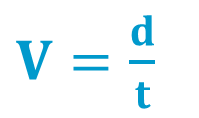 V = d/t